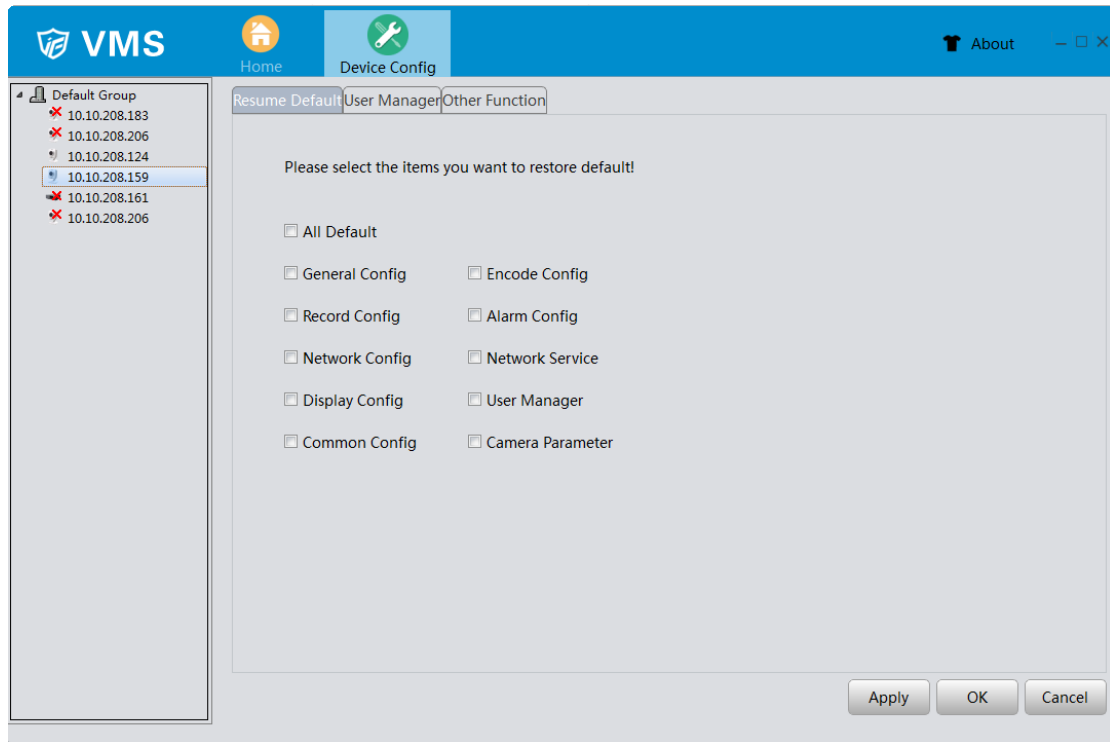 VMS
Home
Device Config
About
Default Group
10.10.208.183
10.10.208.206
10.10.208.124
10.10.208.159
10.10.208.161
10.10.208.206
Resume Default User Manager Other Function
Please select the items you want to restore default!
All Default
General Config Encode Config
Record Config Alarm Config
Network Config Network Service
Display Config User Manager
Common Config Camera Parameter
Apply OK Cancel